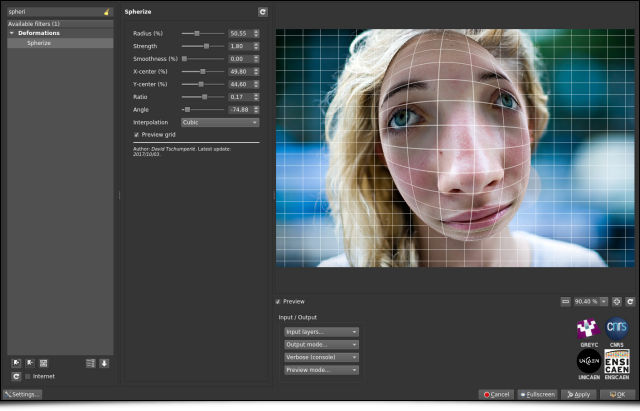 spheri
Available filters (1)
Deformations
Spherize
Spherize
Radius (%) 50,55
Strength 1,80
Smoothness (%) 0,00
X-center (%) 49,80
Y-center (%) 44,60
Ratio 0,17
Angle -74,88
Interpolation Cubic
Preview grid
Author: David Tschumperlé. Latest update:
2017/10/03.
Preview
90,40 %
Input / Output
Input layers...
Output mode...
Verbose (console)
Preview mode...
GREYC CNRS
UNICAEN ENSICAEN
Internet
Settings...
Cancel Fullscreen Apply OK